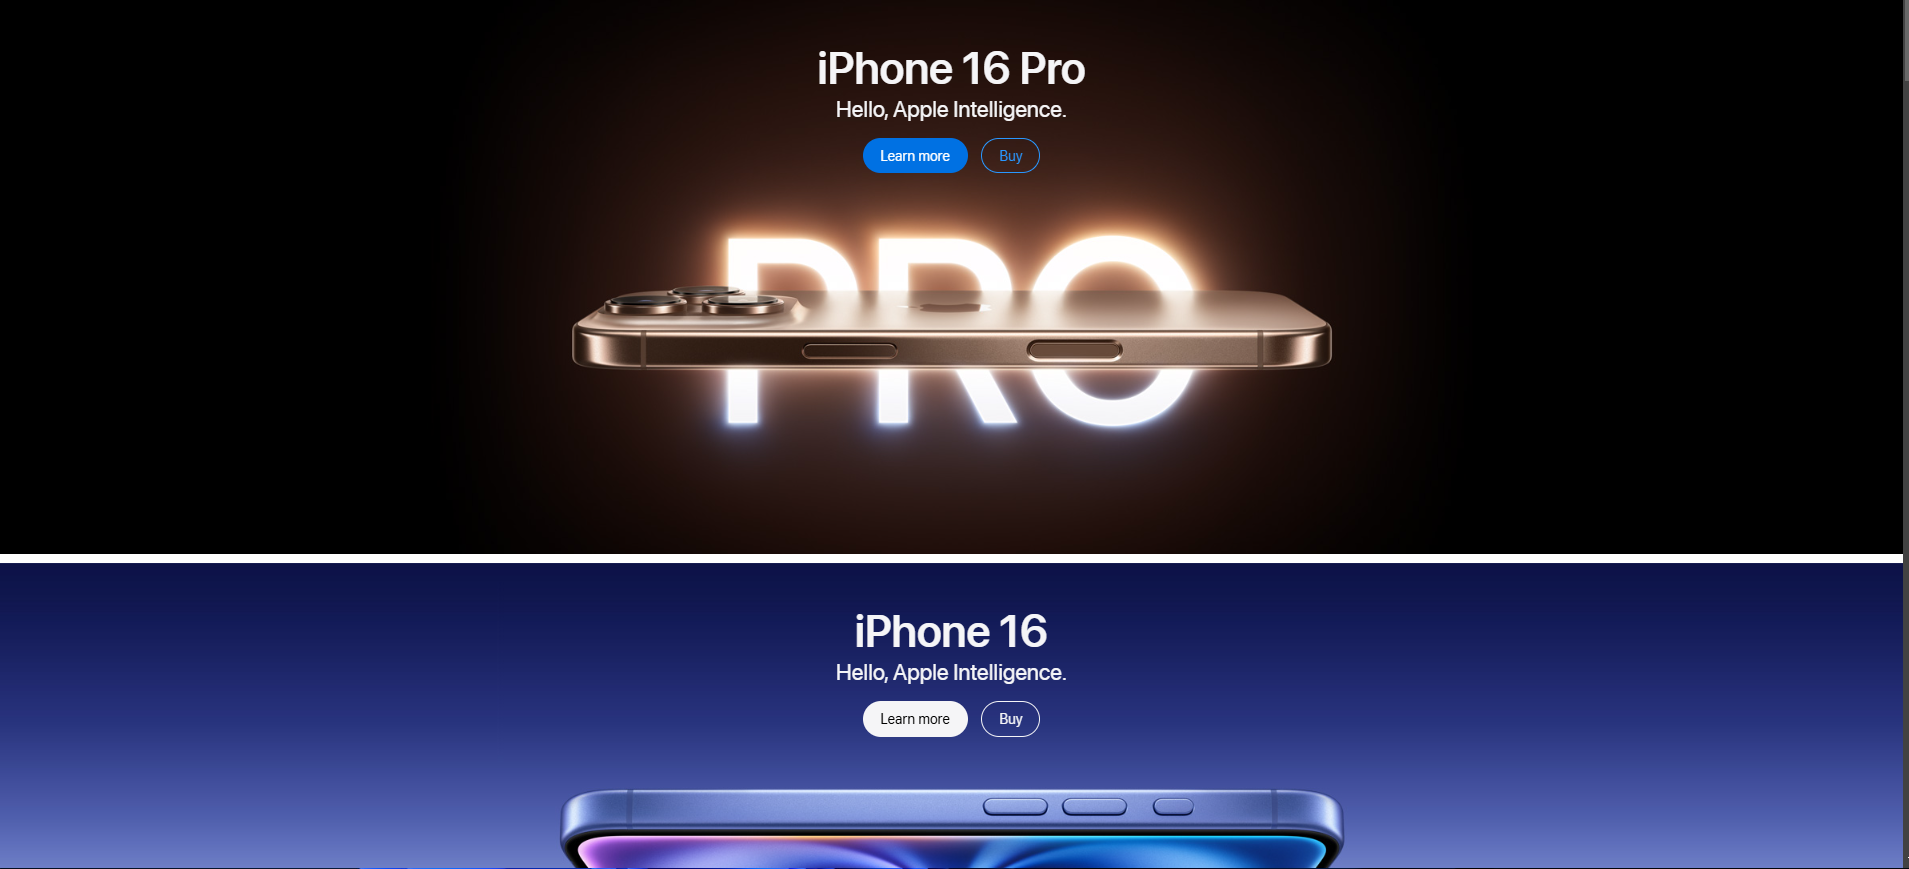 iPhone 16 Pro
Hello, Apple Intelligence.
Learn more Buy
PRO
iPhone 16
Hello, Apple Intelligence.
Learn more Buy